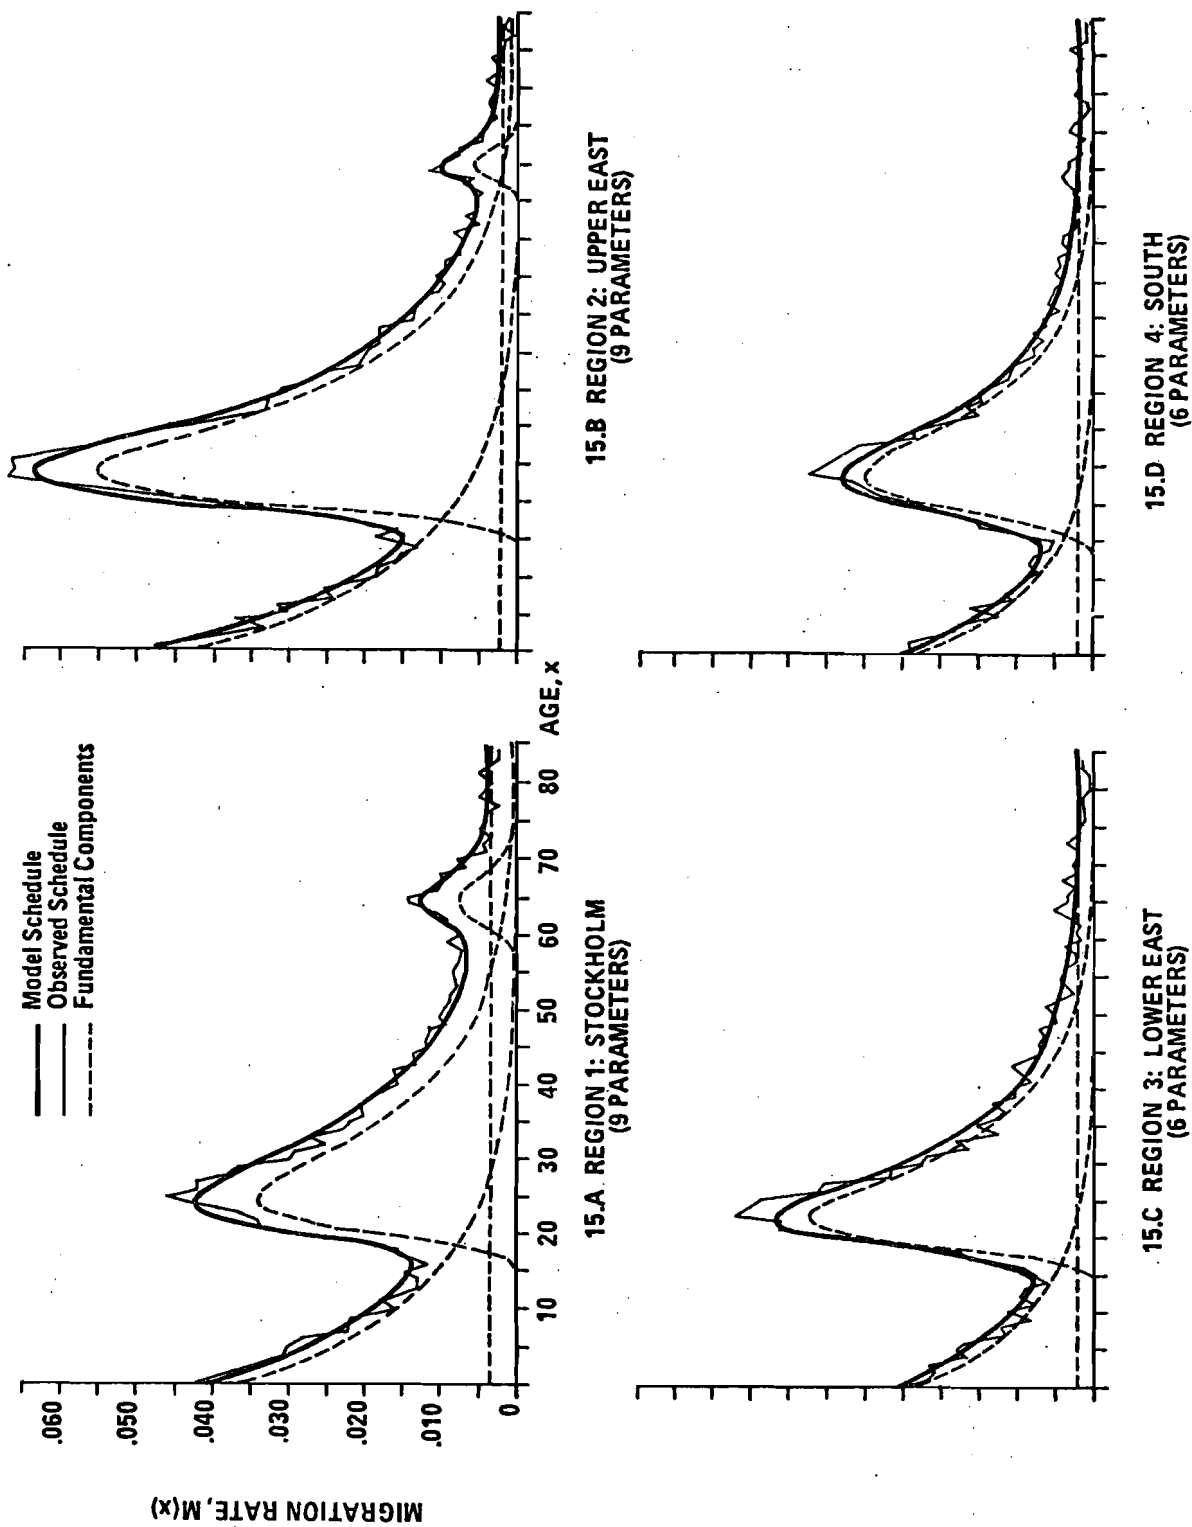 Model Schedule
Observed Schedule
Fundamental Components
MIGRATION RATE, M(x)
.060
.050
.040
.030
.020
.010
0
10
20
30
40
50
60
70
80
AGE, x
15.A REGION 1: STOCKHOLM
(9 PARAMETERS)
15.B REGION 2: UPPER EAST
(9 PARAMETERS)
15.C REGION 3: LOWER EAST
(6 PARAMETERS)
15.D REGION 4: SOUTH
(6 PARAMETERS)